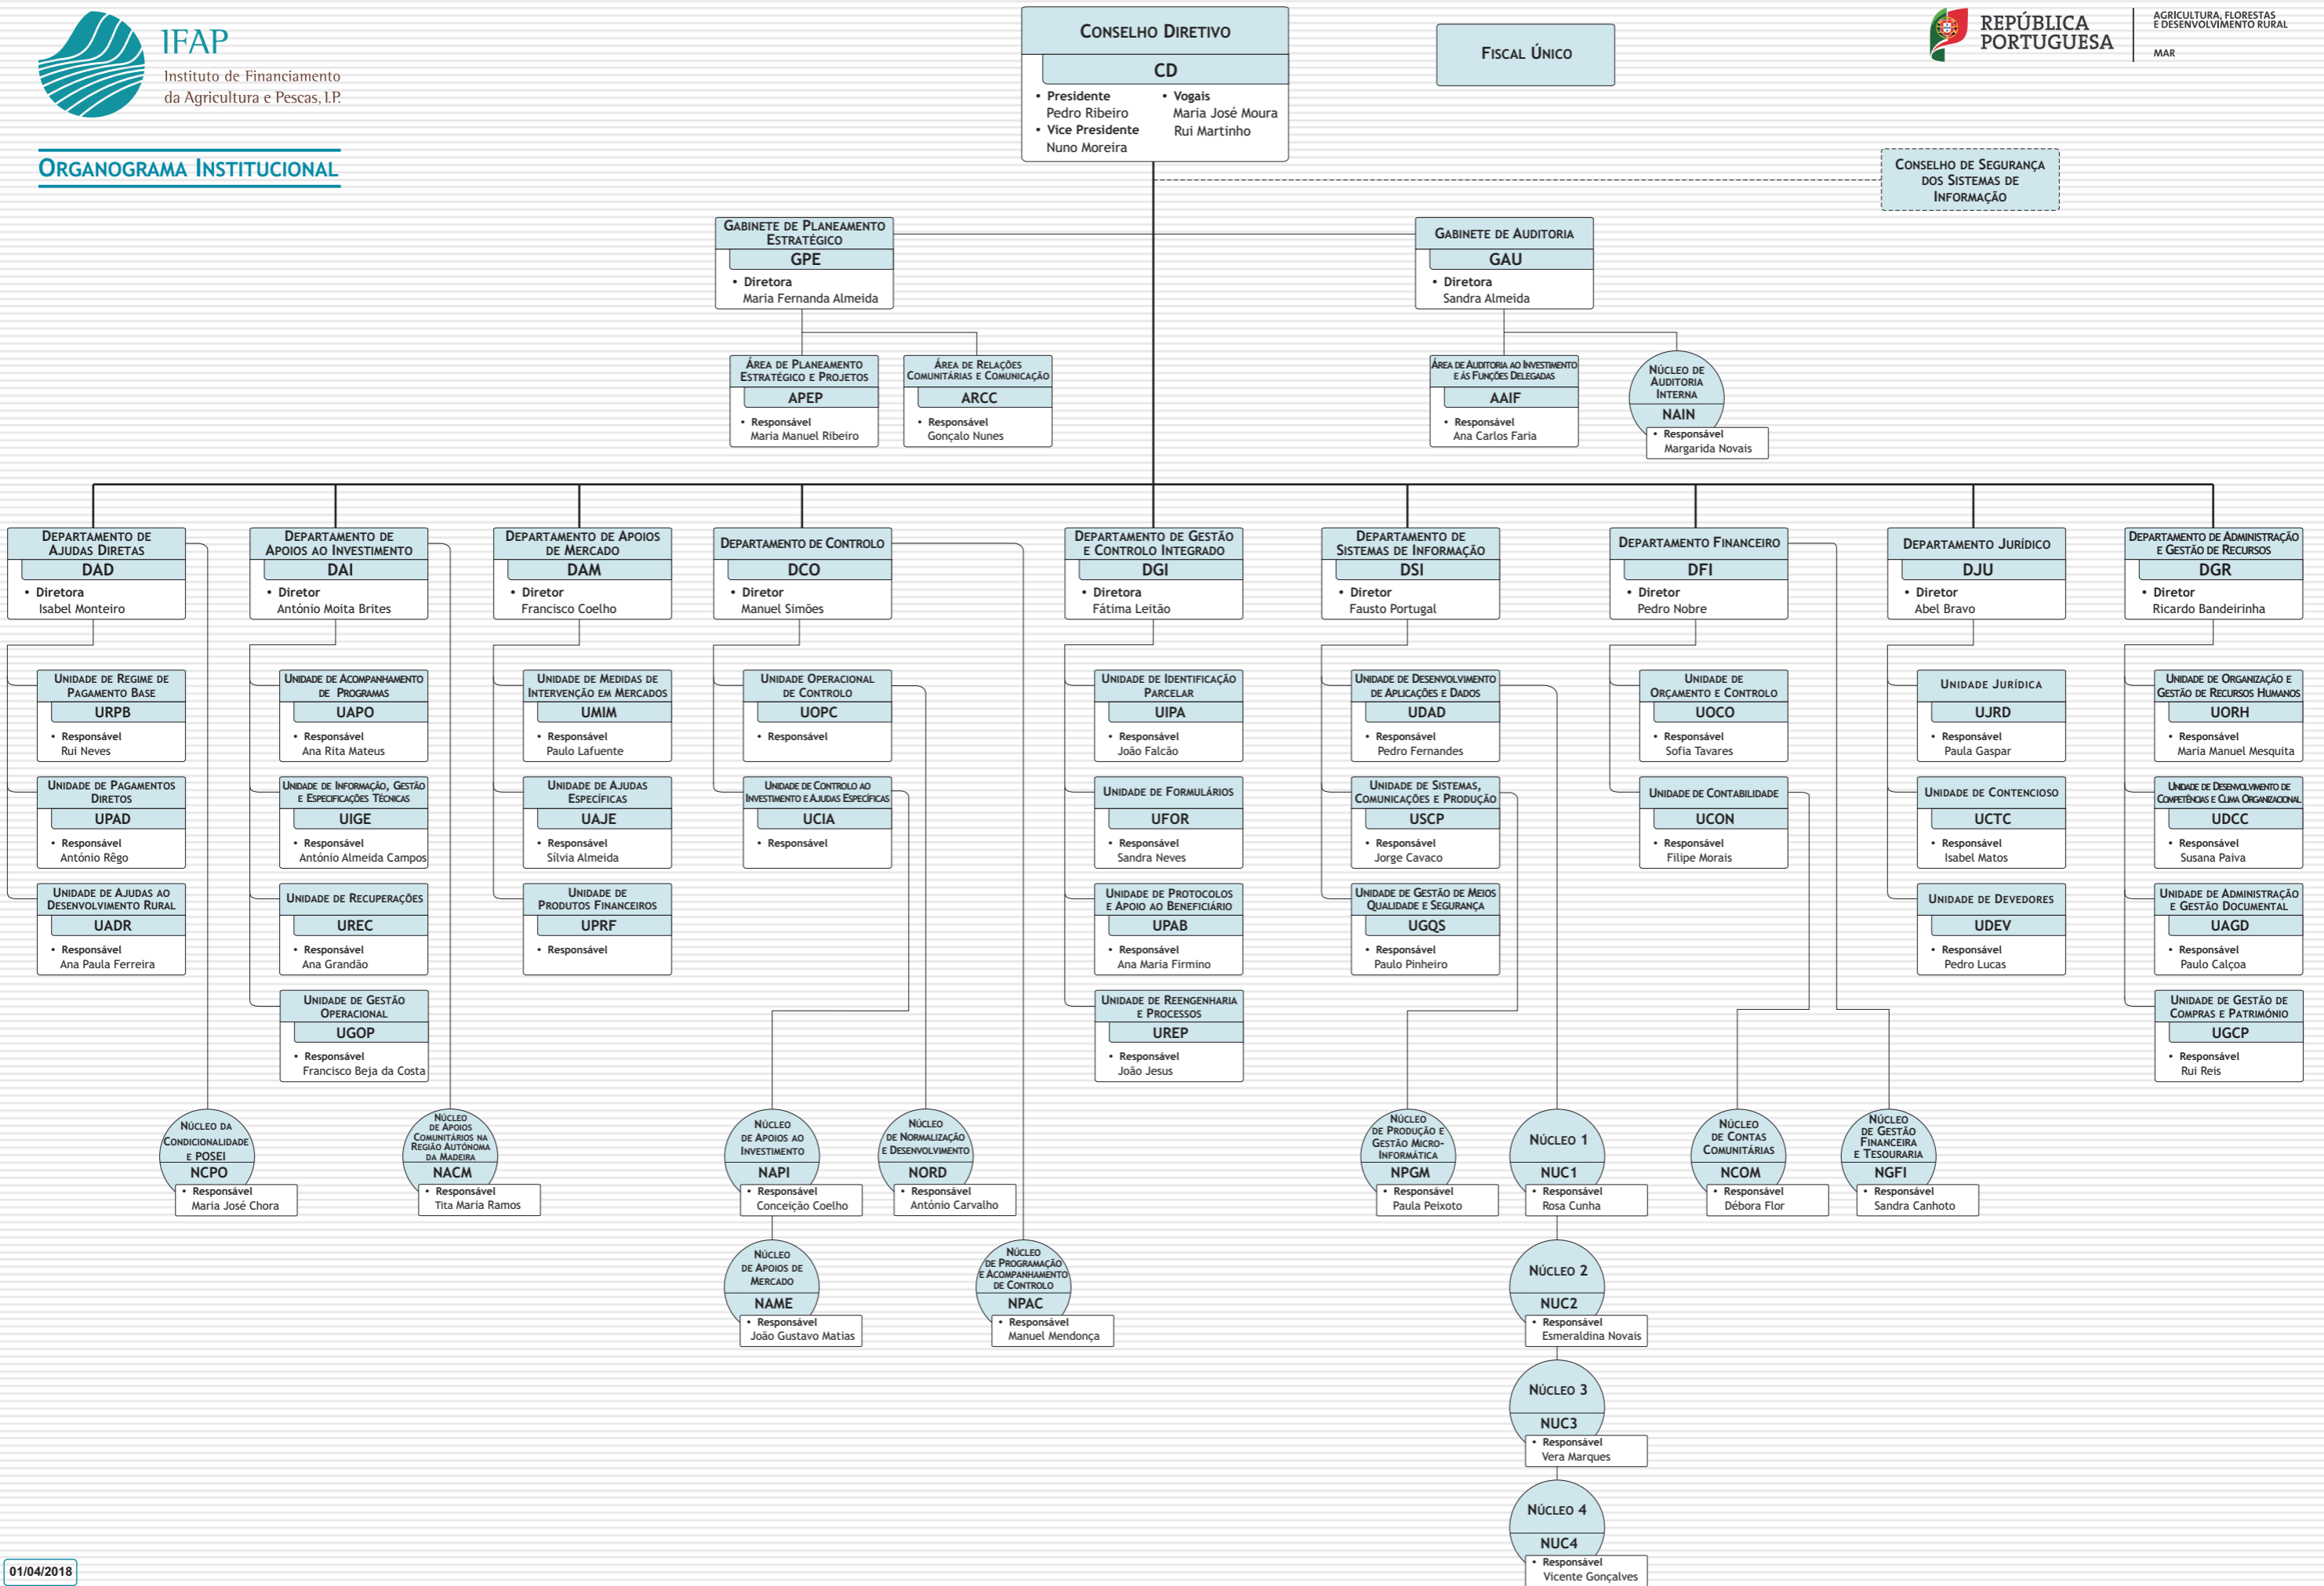 IFAP
Instituto de Financiamento
da Agricultura e Pescas, I.P.
ORGANOGRAMA INSTITUCIONAL
CONSELHO DIRETIVO
CD
• Presidente
Pedro Ribeiro
• Vice Presidente
Nuno Moreira
• Vogais
Maria José Moura
Rui Martinho
FISCAL ÚNICO
REPÚBLICA
PORTUGUESA
AGRICULTURA, FLORESTAS
E DESENVOLVIMENTO RURAL
MAR
CONSELHO DE SEGURANÇA
DOS SISTEMAS DE
INFORMAÇÃO
GABINETE DE PLANEAMENTO
ESTRATÉGICO
GPE
• Diretora
Maria Fernanda Almeida
GABINETE DE AUDITORIA
GAU
• Diretora
Sandra Almeida
ÁREA DE PLANEAMENTO
ESTRATÉGICO E PROJETOS
APEP
• Responsável
Maria Manuel Ribeiro
ÁREA DE RELAÇÕES
COMUNITÁRIAS E COMUNICAÇÃO
ARCC
• Responsável
Gonçalo Nunes
ÁREA DE AUDITORIA AO INVESTIMENTO
E ÁS FUNÇÕES DELEGADAS
AAIF
• Responsável
Ana Carlos Faria
NÚCLEO DE
AUDITORIA
INTERNA
NAIN
• Responsável
Margarida Novais
DEPARTAMENTO DE
AJUDAS DIRETAS
DAD
• Diretora
Isabel Monteiro
DEPARTAMENTO DE
APOIOS AO INVESTIMENTO
DAI
• Diretor
António Moita Brites
DEPARTAMENTO DE APOIOS
DE MERCADO
DAM
• Diretor
Francisco Coelho
DEPARTAMENTO DE CONTROLO
DCO
• Diretor
Manuel Simões
DEPARTAMENTO DE GESTÃO
E CONTROLO INTEGRADO
DGI
• Diretora
Fátima Leitão
DEPARTAMENTO DE
SISTEMAS DE INFORMAÇÃO
DSI
• Diretor
Fausto Portugal
DEPARTAMENTO FINANCEIRO
DFI
• Diretor
Pedro Nobre
DEPARTAMENTO JURÍDICO
DJU
• Diretor
Abel Bravo
DEPARTAMENTO DE ADMINISTRAÇÃO
E GESTÃO DE RECURSOS
DGR
• Diretor
Ricardo Bandeirinha
UNIDADE DE REGIME DE
PAGAMENTO BASE
URPB
• Responsável
Rui Neves
UNIDADE DE ACOMPANHAMENTO
DE PROGRAMAS
UAPO
• Responsável
Ana Rita Mateus
UNIDADE DE MEDIDAS DE
INTERVENÇÃO EM MERCADOS
UMIM
• Responsável
Paulo Lafuente
UNIDADE OPERACIONAL
DE CONTROLO
UOPC
• Responsável
UNIDADE DE IDENTIFICAÇÃO
PARCELAR
UIPA
• Responsável
João Falcão
UNIDADE DE DESENVOLVIMENTO
DE APLICAÇÕES E DADOS
UDAD
• Responsável
Pedro Fernandes
UNIDADE DE
ORÇAMENTO E CONTROLO
UOCO
• Responsável
Sofia Tavares
UNIDADE JURÍDICA
UJRD
• Responsável
Paula Gaspar
UNIDADE DE ORGANIZAÇÃO E
GESTÃO DE RECURSOS HUMANOS
UORH
• Responsável
Maria Manuel Mesquita
UNIDADE DE PAGAMENTOS
DIRETOS
UPAD
• Responsável
António Rêgo
UNIDADE DE INFORMAÇÃO, GESTÃO
E ESPECIFICAÇÕES TÉCNICAS
UIGE
• Responsável
António Almeida Campos
UNIDADE DE AJUDAS
ESPECÍFICAS
UAJE
• Responsável
Sílvia Almeida
UNIDADE DE CONTROLO AO
INVESTIMENTO E AJUDAS ESPECÍFICAS
UCIA
• Responsável
UNIDADE DE FORMULÁRIOS
UFOR
• Responsável
Sandra Neves
UNIDADE DE SISTEMAS,
COMUNICAÇÕES E PRODUÇÃO
USCP
• Responsável
Jorge Cavaco
UNIDADE DE CONTABILIDADE
UCON
• Responsável
Filipe Morais
UNIDADE DE CONTENCIOSO
UCTC
• Responsável
Isabel Matos
UNIDADE DE DESENVOLVIMENTO DE
COMPETÊNCIAS E CLIMA ORGANIZACIONAL
UDCC
• Responsável
Susana Paiva
UNIDADE DE AJUDAS AO
DESENVOLVIMENTO RURAL
UADR
• Responsável
Ana Paula Ferreira
UNIDADE DE RECUPERAÇÕES
UREC
• Responsável
Ana Grandão
UNIDADE DE
PRODUTOS FINANCEIROS
UPRF
• Responsável
UNIDADE DE PROTOCOLOS
E APOIO AO BENEFICIÁRIO
UPAB
• Responsável
Ana Maria Firmino
UNIDADE DE GESTÃO DE MEIOS
QUALIDADE E SEGURANÇA
UGQS
• Responsável
Paulo Pinheiro
UNIDADE DE DEVEDORES
UDEV
• Responsável
Pedro Lucas
UNIDADE DE ADMINISTRAÇÃO
E GESTÃO DOCUMENTAL
UAGD
• Responsável
Paulo Calçoa
UNIDADE DE GESTÃO
OPERACIONAL
UGOP
• Responsável
Francisco Beja da Costa
UNIDADE DE REENGENHARIA
E PROCESSOS
UREP
• Responsável
João Jesus
UNIDADE DE GESTÃO DE
COMPRAS E PATRIMÓNIO
UGCP
• Responsável
Rui Reis
NÚCLEO DA
CONDICIONALIDADE
E POSEI
NCPO
• Responsável
Maria José Chora
NÚCLEO
DE APOIOS
COMUNITÁRIOS NA
REGIÃO AUTÓNOMA
DA MADEIRA
NACM
• Responsável
Tita Maria Ramos
NÚCLEO
DE APOIOS AO
INVESTIMENTO
NAPI
• Responsável
Conceição Coelho
NÚCLEO
DE NORMALIZAÇÃO
E DESENVOLVIMENTO
NORD
• Responsável
António Carvalho
NÚCLEO
DE PRODUÇÃO E
GESTÃO MICRO-
INFORMÁTICA
NPGM
• Responsável
Paula Peixoto
NÚCLEO 1
NUC1
• Responsável
Rosa Cunha
NÚCLEO
DE CONTAS
COMUNITÁRIAS
NCOM
• Responsável
Débora Flor
NÚCLEO
DE GESTÃO
FINANCEIRA
E TESOURARIA
NGFI
• Responsável
Sandra Canhoto
NÚCLEO
DE APOIOS DE
MERCADO
NAME
• Responsável
João Gustavo Matias
NÚCLEO
DE PROGRAMAÇÃO
E ACOMPANHAMENTO
DE CONTROLO
NPAC
• Responsável
Manuel Mendonça
NÚCLEO 2
NUC2
• Responsável
Esmeraldina Novais
NÚCLEO 3
NUC3
• Responsável
Vera Marques
NÚCLEO 4
NUC4
• Responsável
Vicente Gonçalves
01/04/2018